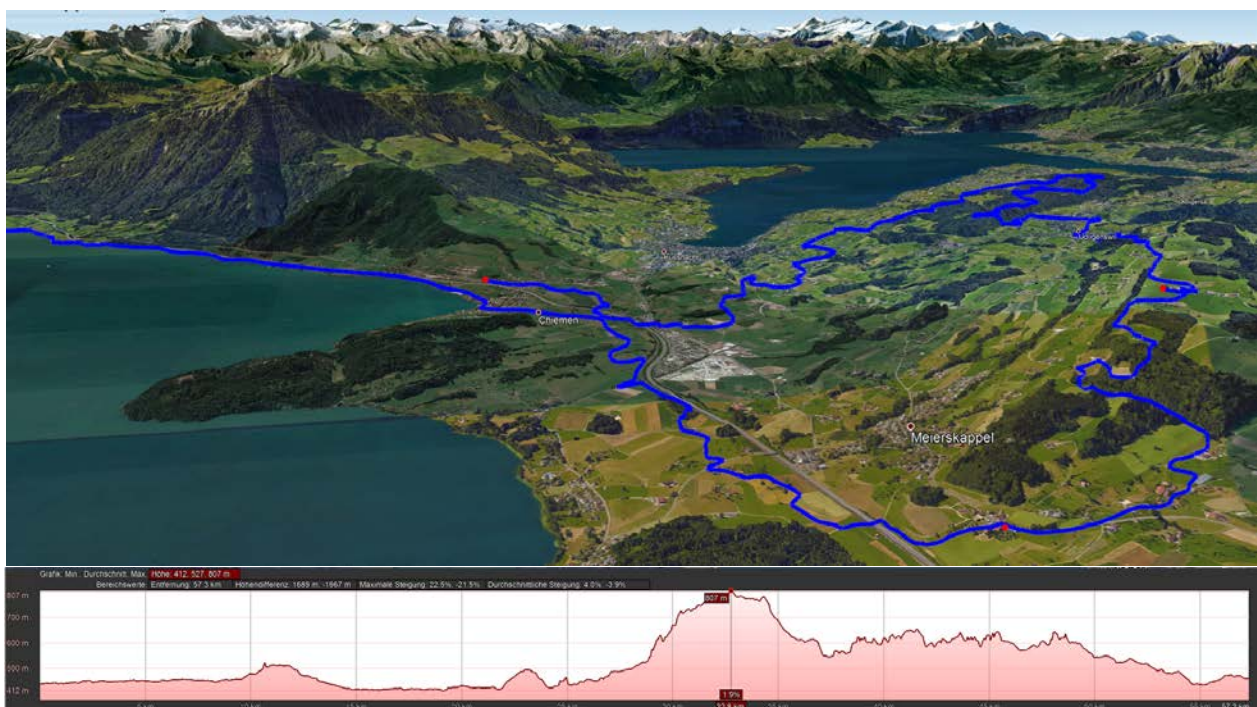 Chiemen
Meierskappel
Grafik: Min., Durchschnitt, Max. Höhe: 412, 527, 807 m
Bereichswerte: Entfernung: 57.3 km Höhendifferenz: 1689 m, -1967 m Maximale Steigung: 22.5%, -21.5% Durchschnittliche Steigung: 4.0%, -3.9%
807 m
807 m
700 m
600 m
500 m
412 m
1.9%
57.3 km